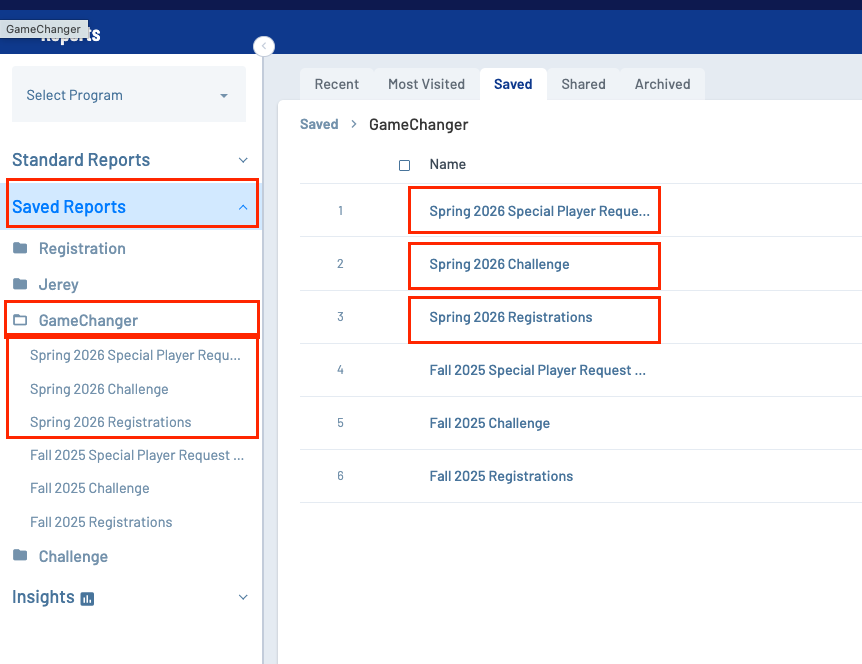 GameChanger
Reports
Select Program
Standard Reports
Saved Reports
Registration
Jerey
GameChanger
Spring 2026 Special Player Requ...
Spring 2026 Challenge
Spring 2026 Registrations
Fall 2025 Special Player Request ...
Fall 2025 Challenge
Fall 2025 Registrations
Challenge
Insights
Recent
Most Visited
Saved
Shared
Archived
Saved > GameChanger
Name
1 Spring 2026 Special Player Reque...
2 Spring 2026 Challenge
3 Spring 2026 Registrations
4 Fall 2025 Special Player Request ...
5 Fall 2025 Challenge
6 Fall 2025 Registrations